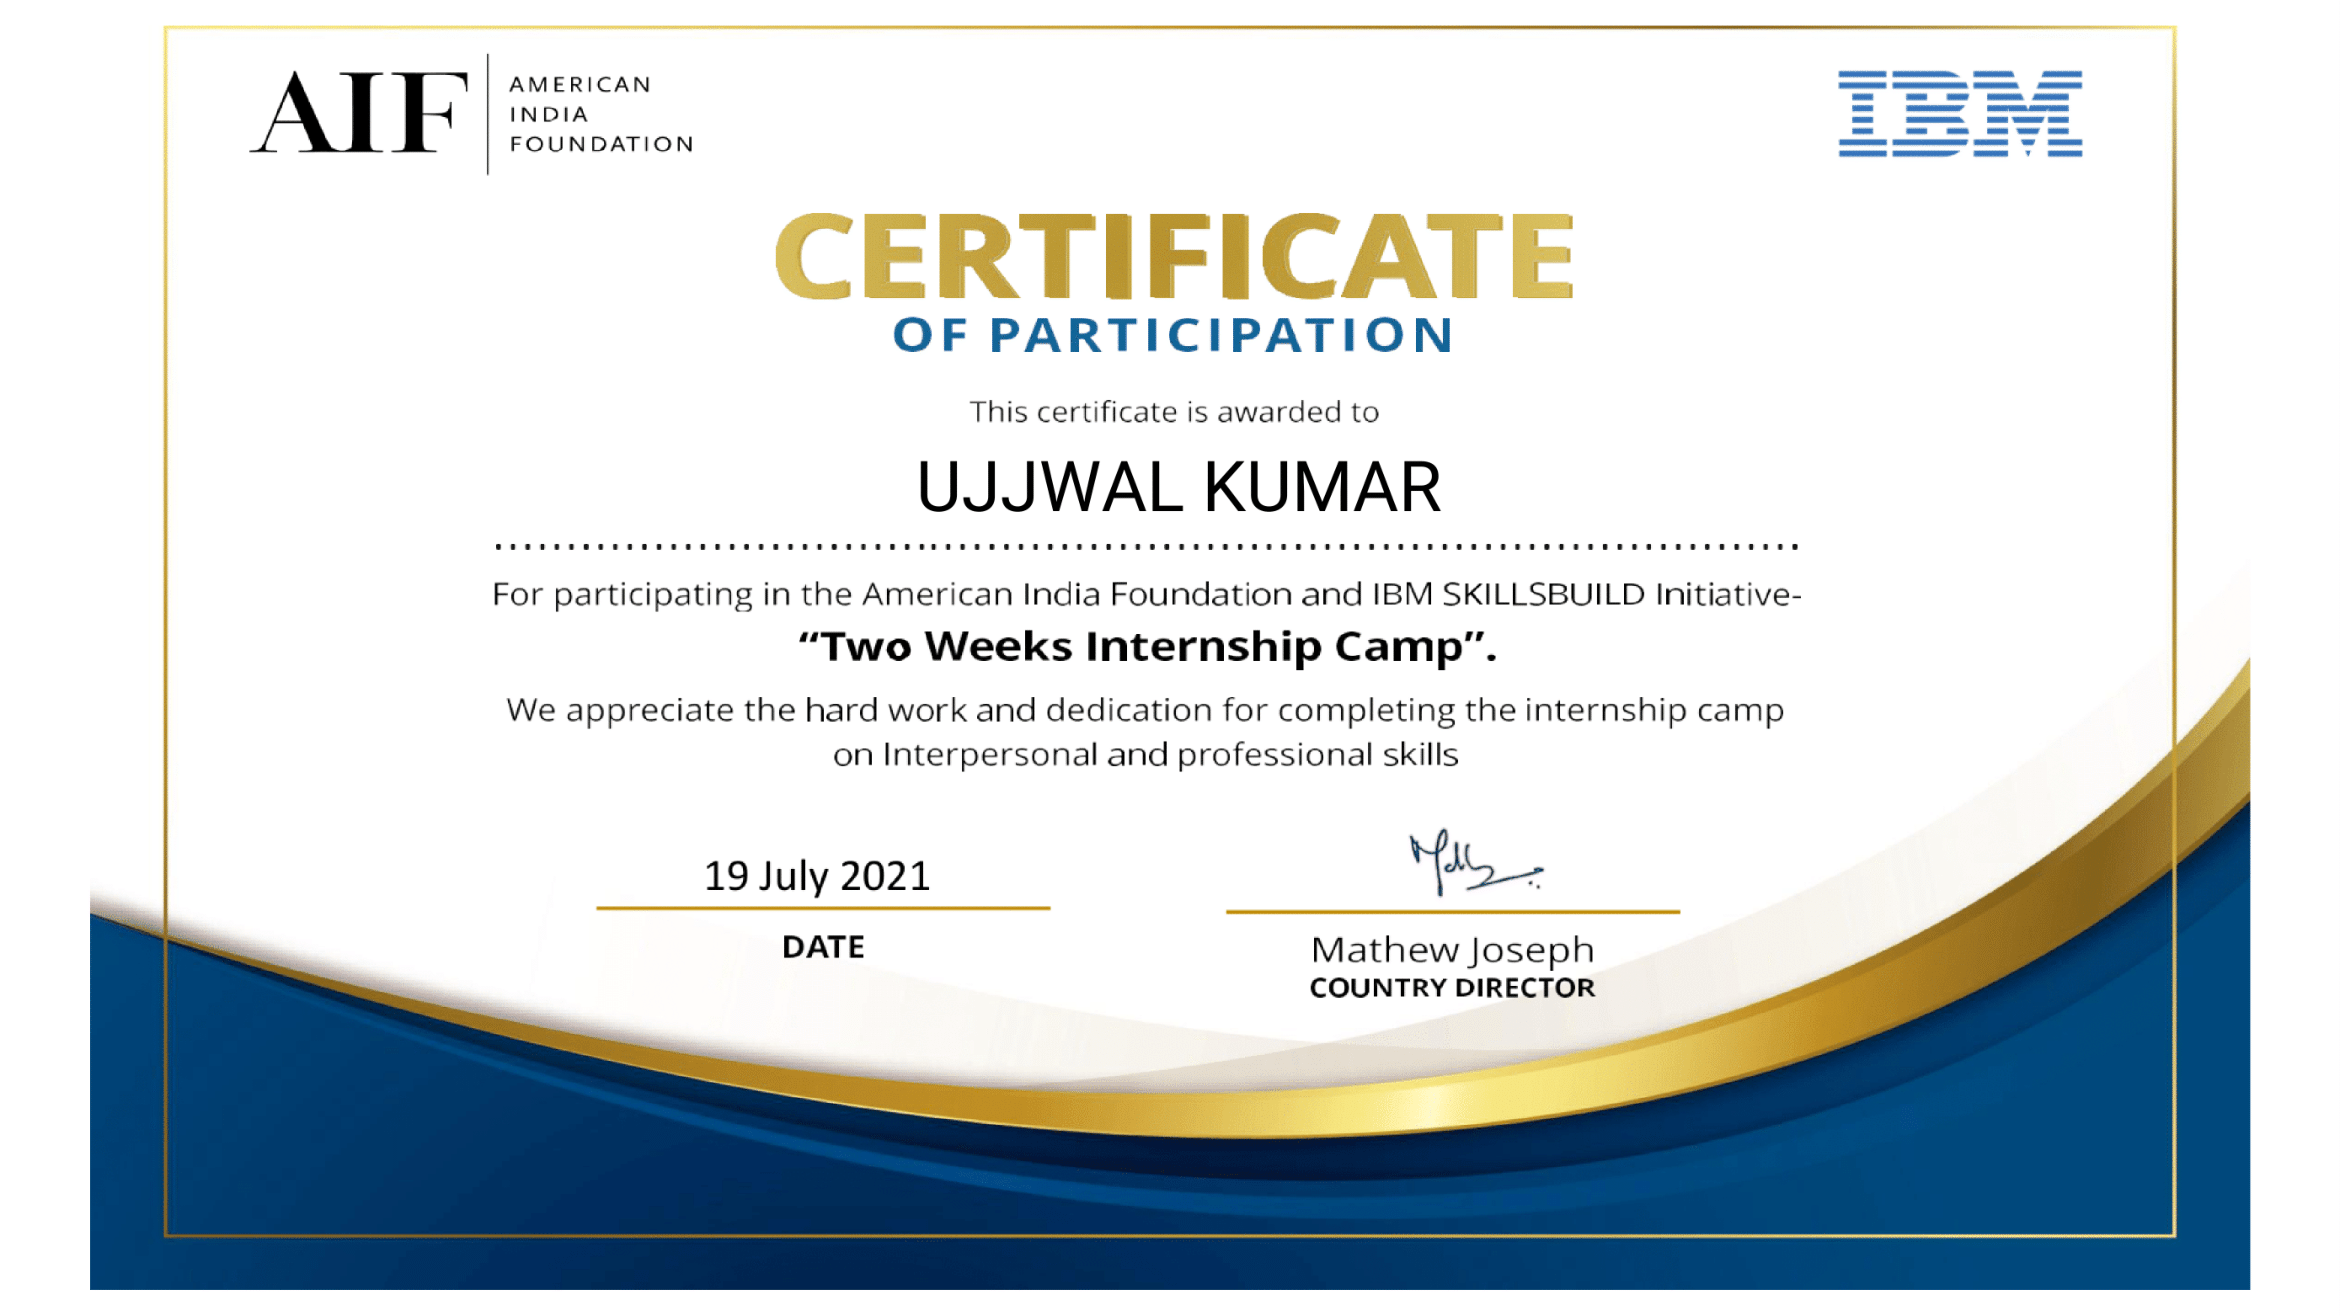 AIF
AMERICAN
INDIA
FOUNDATION
IBM
CERTIFICATE
OF PARTICIPATION
This certificate is awarded to
UJJWAL KUMAR
For participating in the American India Foundation and IBM SKILLSBUILD Initiative-
“Two Weeks Internship Camp”.
We appreciate the hard work and dedication for completing the internship camp
on Interpersonal and professional skills
19 July 2021
DATE
Mathew Joseph
COUNTRY DIRECTOR